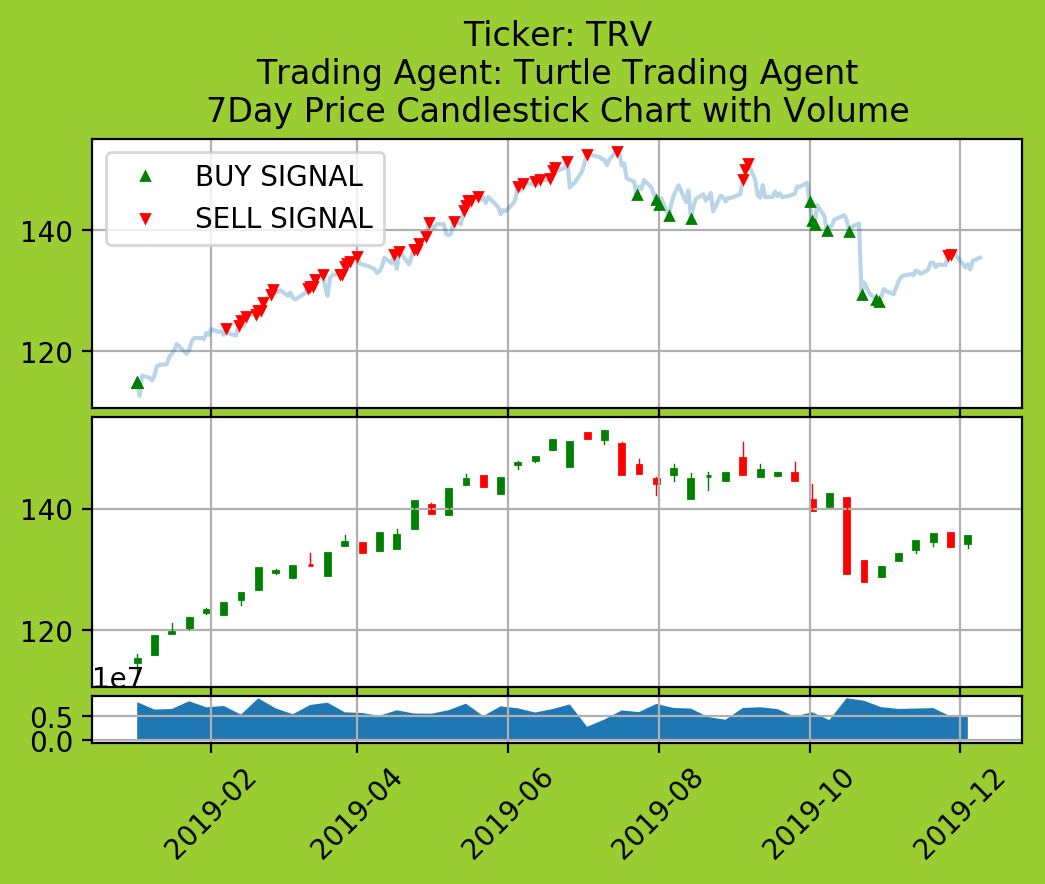 Ticker: TRV
Trading Agent: Turtle Trading Agent
7Day Price Candlestick Chart with Volume
BUY SIGNAL
SELL SIGNAL
140
120
140
120
1e7
0.5
0.0
2019-02
2019-04
2019-06
2019-08
2019-10
2019-12